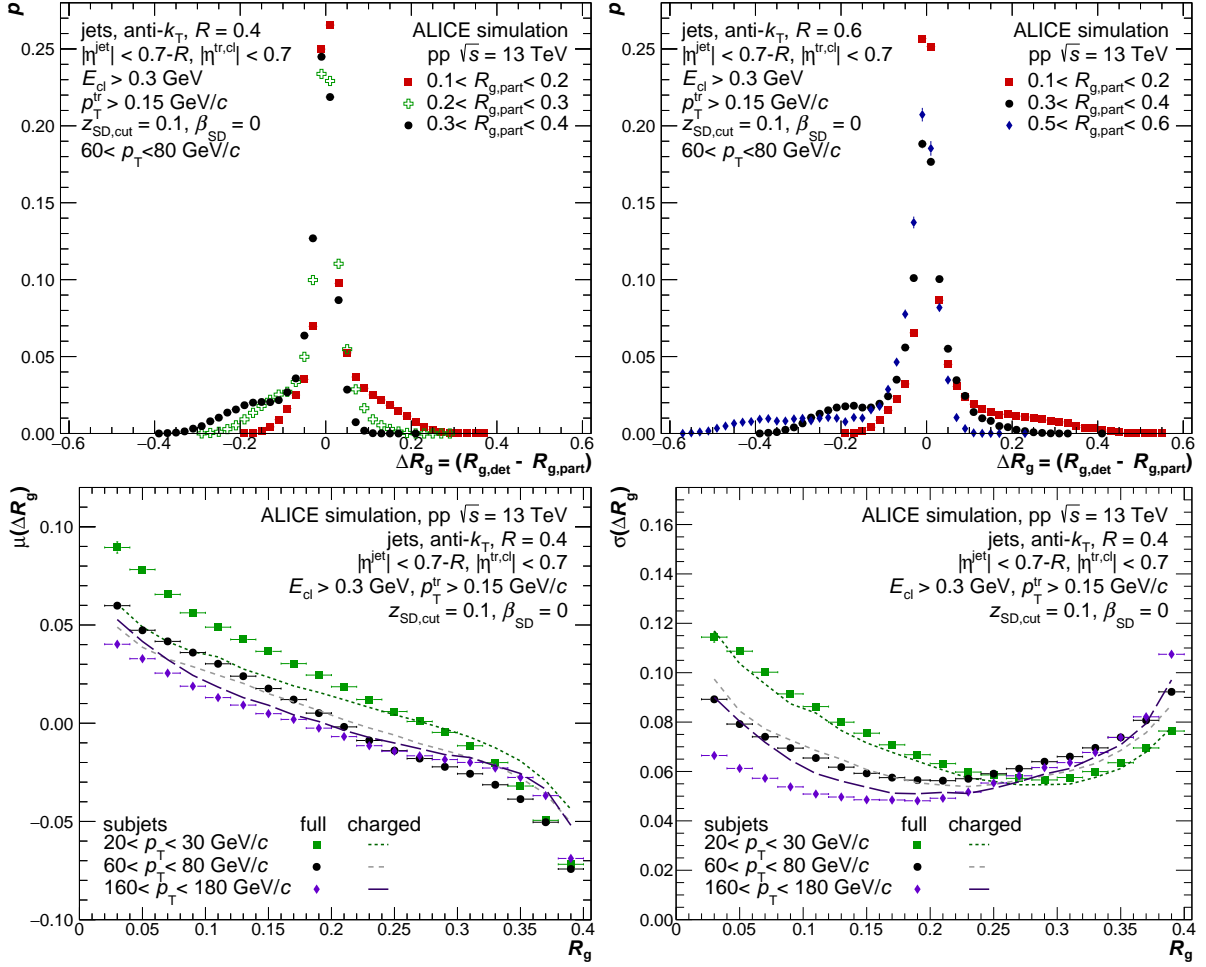 p
jets, anti-k_T, R = 0.4
|η^jet| < 0.7-R, |η^tr,cl| < 0.7
E_cl > 0.3 GeV
p_T^tr > 0.15 GeV/c
z_SD,cut = 0.1, β_SD = 0
60< p_T <80 GeV/c
ALICE simulation
pp √s = 13 TeV
0.1< R_g,part < 0.2
0.2< R_g,part < 0.3
0.3< R_g,part < 0.4
0.25
0.20
0.15
0.10
0.05
0.00
−0.6 −0.4 −0.2 0 0.2 0.4 0.6
ΔR_g = (R_g,det - R_g,part)
p
jets, anti-k_T, R = 0.6
|η^jet| < 0.7-R, |η^tr,cl| < 0.7
E_cl > 0.3 GeV
p_T^tr > 0.15 GeV/c
z_SD,cut = 0.1, β_SD = 0
60< p_T <80 GeV/c
ALICE simulation
pp √s = 13 TeV
0.1< R_g,part < 0.2
0.3< R_g,part < 0.4
0.5< R_g,part < 0.6
0.25
0.20
0.15
0.10
0.05
0.00
−0.6 −0.4 −0.2 0 0.2 0.4 0.6
ΔR_g = (R_g,det - R_g,part)
μ(ΔR_g)
ALICE simulation, pp √s = 13 TeV
jets, anti-k_T, R = 0.4
|η^jet| < 0.7-R, |η^tr,cl| < 0.7
E_cl > 0.3 GeV, p_T^tr > 0.15 GeV/c
z_SD,cut = 0.1, β_SD = 0
0.10
0.05
0.00
−0.05
−0.10
subjets full charged
20< p_T < 30 GeV/c
60< p_T < 80 GeV/c
160< p_T < 180 GeV/c
0 0.05 0.1 0.15 0.2 0.25 0.3 0.35 0.4
R_g
σ(ΔR_g)
ALICE simulation, pp √s = 13 TeV
jets, anti-k_T, R = 0.4
|η^jet| < 0.7-R, |η^tr,cl| < 0.7
E_cl > 0.3 GeV, p_T^tr > 0.15 GeV/c
z_SD,cut = 0.1, β_SD = 0
0.16
0.14
0.12
0.10
0.08
0.06
0.04
0.02
0.00
subjets full charged
20< p_T < 30 GeV/c
60< p_T < 80 GeV/c
160< p_T < 180 GeV/c
0 0.05 0.1 0.15 0.2 0.25 0.3 0.35 0.4
R_g